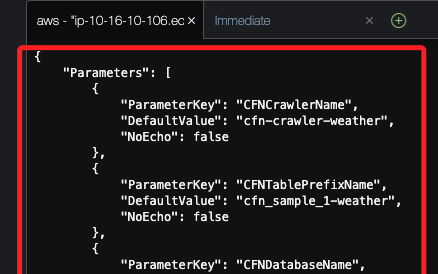 aws - "ip-10-16-10-106.ec × Immediate ×
{
"Parameters": [
{
"ParameterKey": "CFNCrawlerName",
"DefaultValue": "cfn-crawler-weather",
"NoEcho": false
},
{
"ParameterKey": "CFNTablePrefixName",
"DefaultValue": "cfn_sample_1-weather",
"NoEcho": false
},
{
"ParameterKey": "CFNDatabaseName",